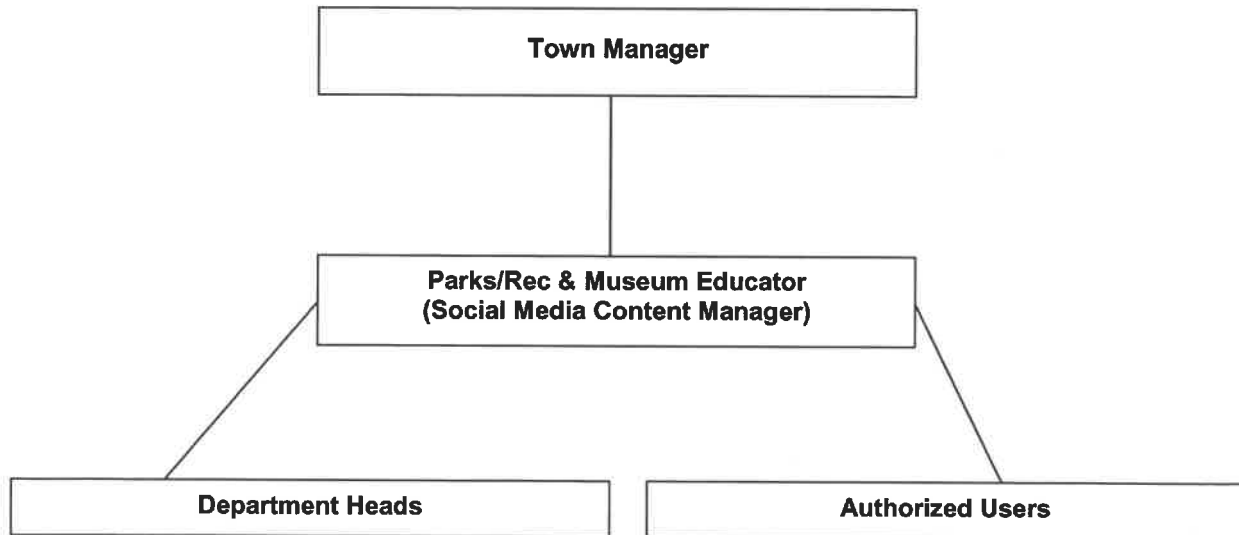 Town Manager
Parks/Rec & Museum Educator
(Social Media Content Manager)
Department Heads
Authorized Users